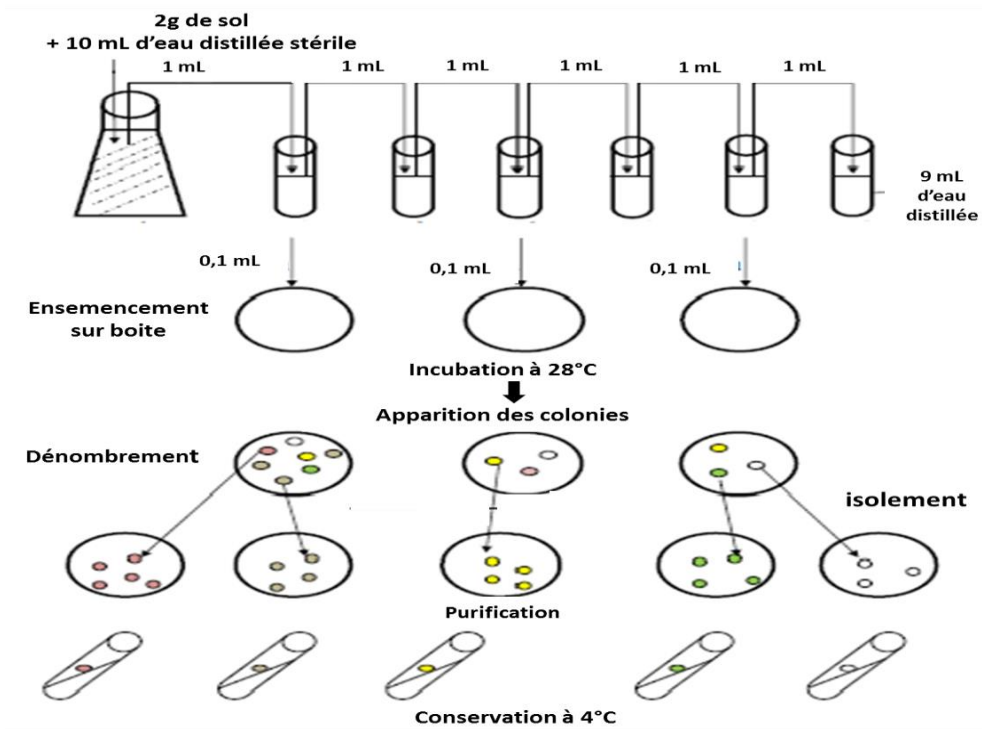 2g de sol
+ 10 mL d’eau distillée stérile
1 mL
1 mL
1 mL
1 mL
1 mL
1 mL
9 mL
d’eau
distillée
0,1 mL
0,1 mL
0,1 mL
Ensemencement
sur boite
Incubation à 28°C
Apparition des colonies
Dénombrement
isolement
Purification
Conservation à 4°C